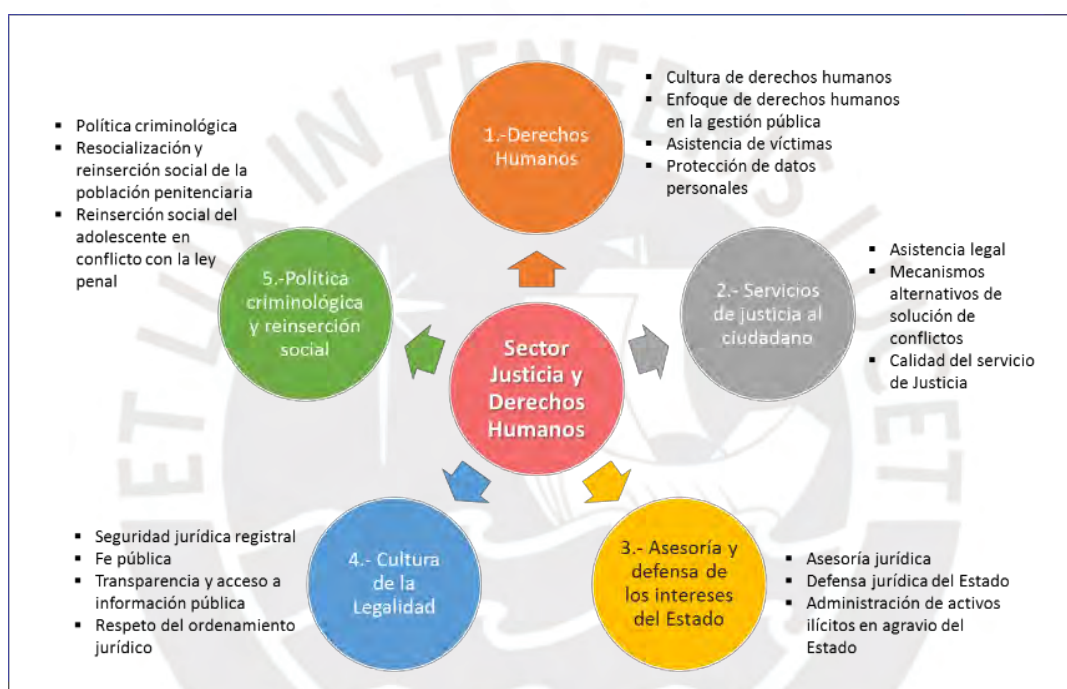 1.-Derechos
Humanos
▪ Cultura de derechos humanos
▪ Enfoque de derechos humanos
en la gestión pública
▪ Asistencia de víctimas
▪ Protección de datos
personales
2.- Servicios
de justicia al
ciudadano
▪ Asistencia legal
▪ Mecanismos
alternativos de
solución de
conflictos
▪ Calidad del servicio
de Justicia
3.- Asesoría y
defensa de
los intereses
del Estado
▪ Asesoría jurídica
▪ Defensa jurídica del Estado
▪ Administración de activos
ilícitos en agravio del
Estado
4.- Cultura
de la
Legalidad
▪ Seguridad jurídica registral
▪ Fe pública
▪ Transparencia y acceso a
información pública
▪ Respeto del ordenamiento
jurídico
5.-Política
criminológica
y reinserción
social
▪ Política criminológica
▪ Resocialización y
reinserción social de la
población penitenciaria
▪ Reinserción social del
adolescente en
conflicto con la ley
penal
Sector
Justicia y
Derechos
Humanos
ET LUX IN